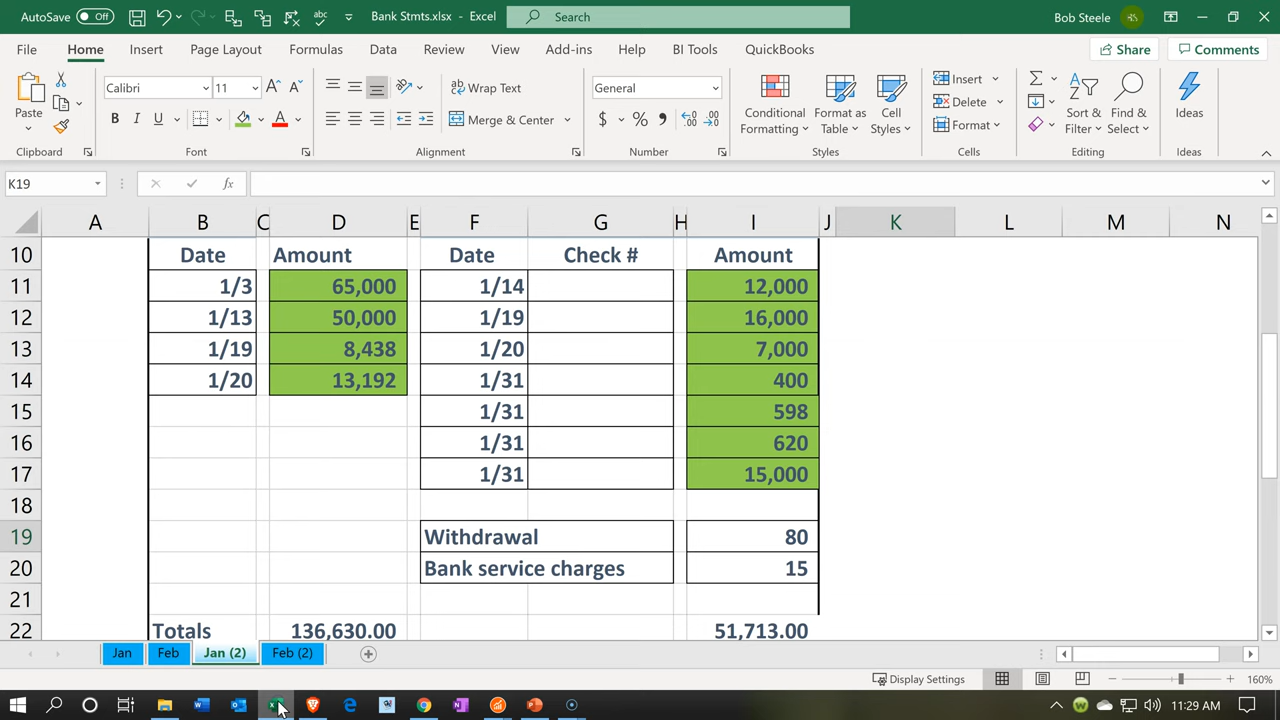 AutoSave Off Bank Stmts.xlsx - Excel Search Bob Steele
File Home Insert Page Layout Formulas Data Review View Add-ins Help BI Tools QuickBooks Share Comments
Paste Calibri 11 Wrap Text General Conditional Formatting Format as Table Cell Styles Insert Sort & Filter Find & Select Ideas
B I U Merge & Center $ % Delete
Format
Clipboard Font Alignment Number Styles Cells Editing Ideas
K19 fx
A B C D E F G H I J K L M N
10 Date Amount Date Check # Amount
11 1/3 65,000 1/14 12,000
12 1/13 50,000 1/19 16,000
13 1/19 8,438 1/20 7,000
14 1/20 13,192 1/31 400
15 1/31 598
16 1/31 620
17 1/31 15,000
18
19 Withdrawal 80
20 Bank service charges 15
21
22 Totals 136,630.00 51,713.00
Jan Feb Jan (2) Feb (2)
Display Settings 160%
11:29 AM